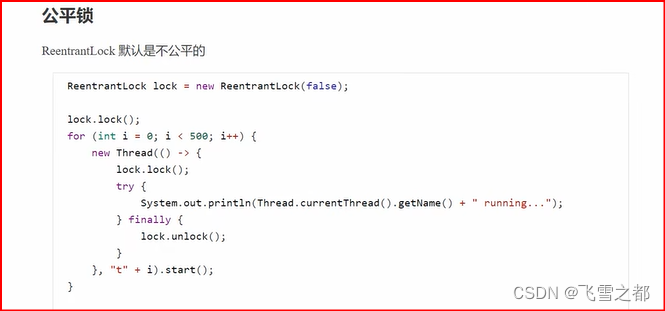 公平锁
ReentrantLock 默认是不公平的
ReentrantLock lock = new ReentrantLock(false);
lock.lock();
for (int i = 0; i < 500; i++) {
new Thread(() -> {
lock.lock();
try {
System.out.println(Thread.currentThread().getName() + " running...");
} finally {
lock.unlock();
}
}, "t" + i).start();
}
CSDN @飞雪之都